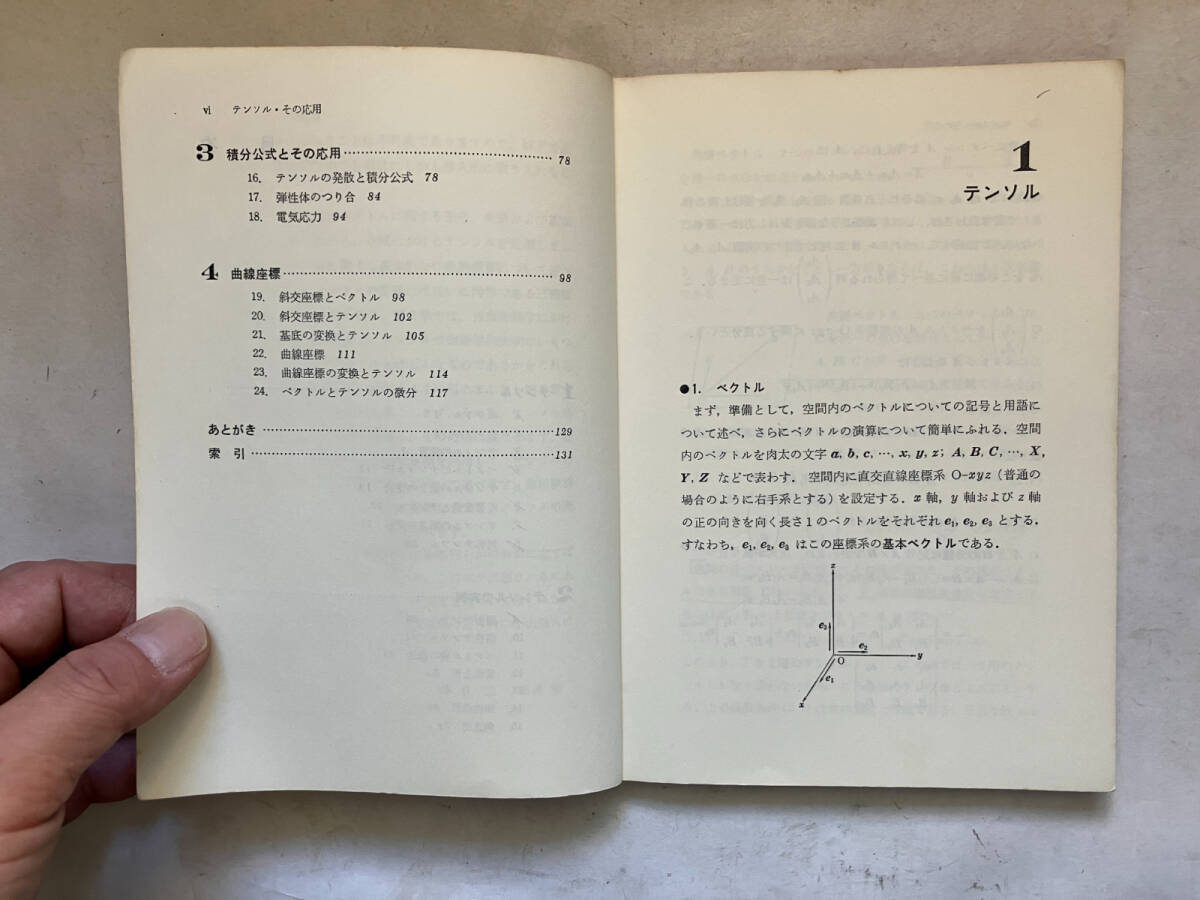 vi テンソル・その応用
3 積分公式とその応用 78
16. テンソルの発散と積分公式 78
17. 弾性体のつり合 84
18. 電気応力 94
4 曲線座標 98
19. 斜交座標とベクトル 98
20. 斜交座標とテンソル 102
21. 基底の変換とテンソル 105
22. 曲線座標 111
23. 曲線座標の変換とテンソル 114
24. ベクトルとテンソルの微分 117
あとがき 129
索 引 131
1
テンソル
●1. ベクトル
まず,準備として,空間内のベクトルについての記号と用語に
ついて述べ,さらにベクトルの演算について簡単にふれる.空間
内のベクトルを肉太の文字 a, b, c, …, x, y, z; A, B, C, …, X,
Y, Z などで表わす.空間内に直交直線座標系 O-xyz(普通の
場合のように右手系とする)を設定する.x 軸,y 軸および z 軸
の正の向きを向く長さ1のベクトルをそれぞれ e₁, e₂, e₃ とする.
すなわち,e₁, e₂, e₃ はこの座標系の基本ベクトルである.
z
e₃
e₂
O
y
e₁
x